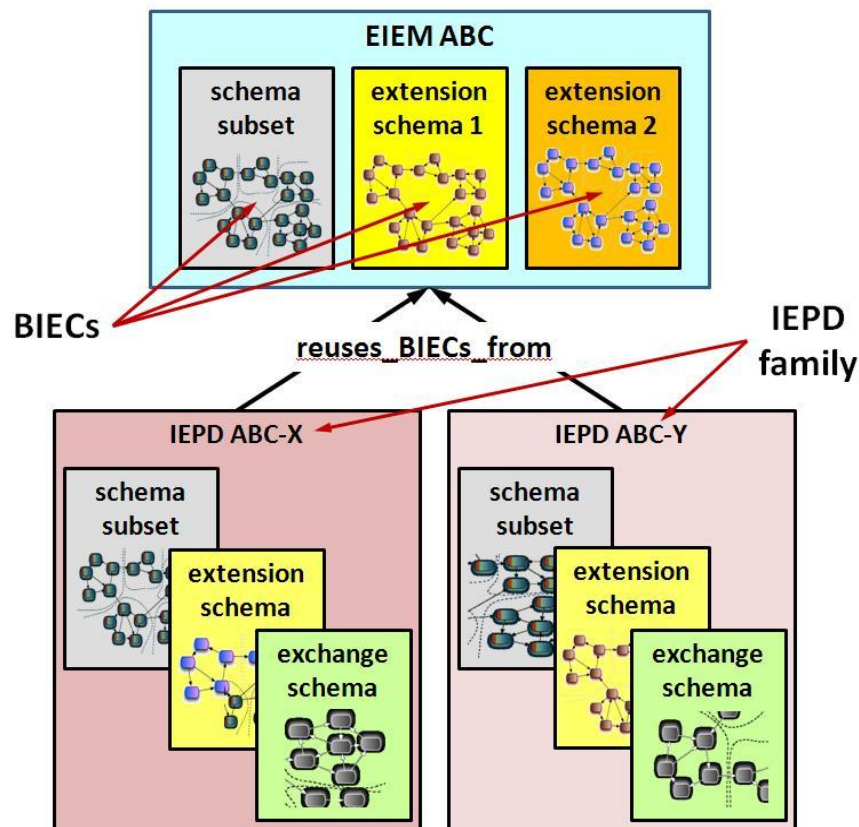 EIEM ABC
schema
subset
extension
schema 1
extension
schema 2
BIECs
IEPD
family
reuses_BIECs_from
IEPD ABC-X
schema
subset
extension
schema
exchange
schema
IEPD ABC-Y
schema
subset
extension
schema
exchange
schema